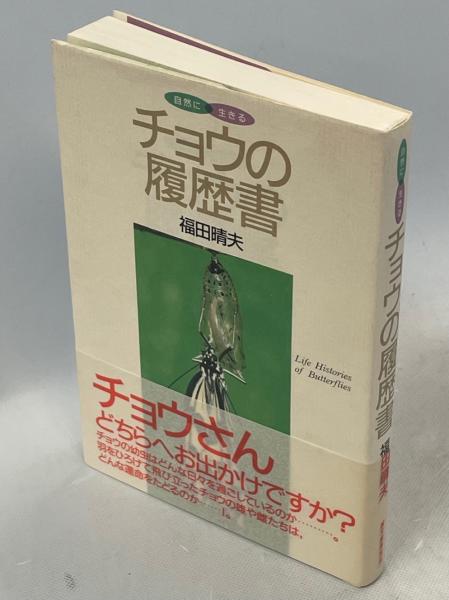 自然に 生きる
チョウの
履歴書
福田晴夫
Life Histories
of Butterflies
チョウさん
どちらへお出かけですか?
チョウの幼虫はどんな日々を過ごしているのか…………。
羽をひろげて飛び立ったチョウの雄や雌たちは、
どんな運命をたどるのか……!。
自然に 生きる
チョウの履歴書
福田晴夫